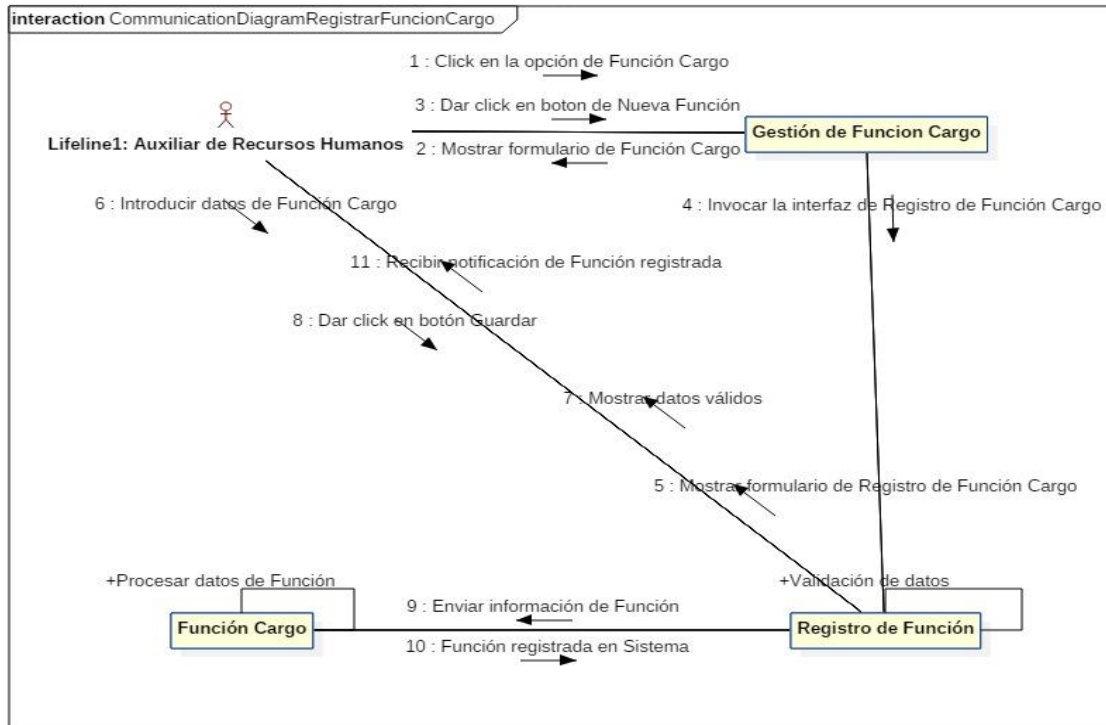 interaction CommunicationDiagramRegistrarFuncionCargo
1 : Click en la opción de Función Cargo
3 : Dar click en boton de Nueva Función
Lifeline1: Auxiliar de Recursos Humanos
Gestión de Funcion Cargo
2 : Mostrar formulario de Función Cargo
6 : Introducir datos de Función Cargo
4 : Invocar la interfaz de Registro de Función Cargo
11 : Recibir notificación de Función registrada
8 : Dar click en botón Guardar
7 : Mostrar datos válidos
5 : Mostrar formulario de Registro de Función Cargo
+Procesar datos de Función
+Validación de datos
9 : Enviar información de Función
Función Cargo
Registro de Función
10 : Función registrada en Sistema